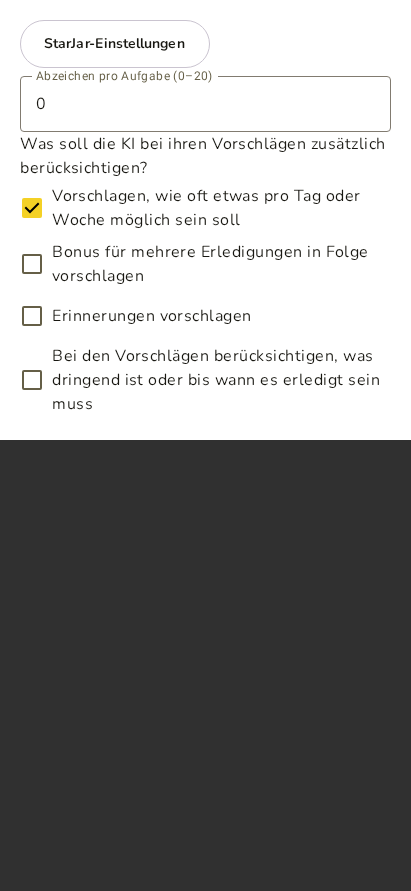 StarJar-Einstellungen
Abzeichen pro Aufgabe (0–20)
0
Was soll die KI bei ihren Vorschlägen zusätzlich
berücksichtigen?
Vorschlagen, wie oft etwas pro Tag oder
Woche möglich sein soll
Bonus für mehrere Erledigungen in Folge
vorschlagen
Erinnerungen vorschlagen
Bei den Vorschlägen berücksichtigen, was
dringend ist oder bis wann es erledigt sein
muss